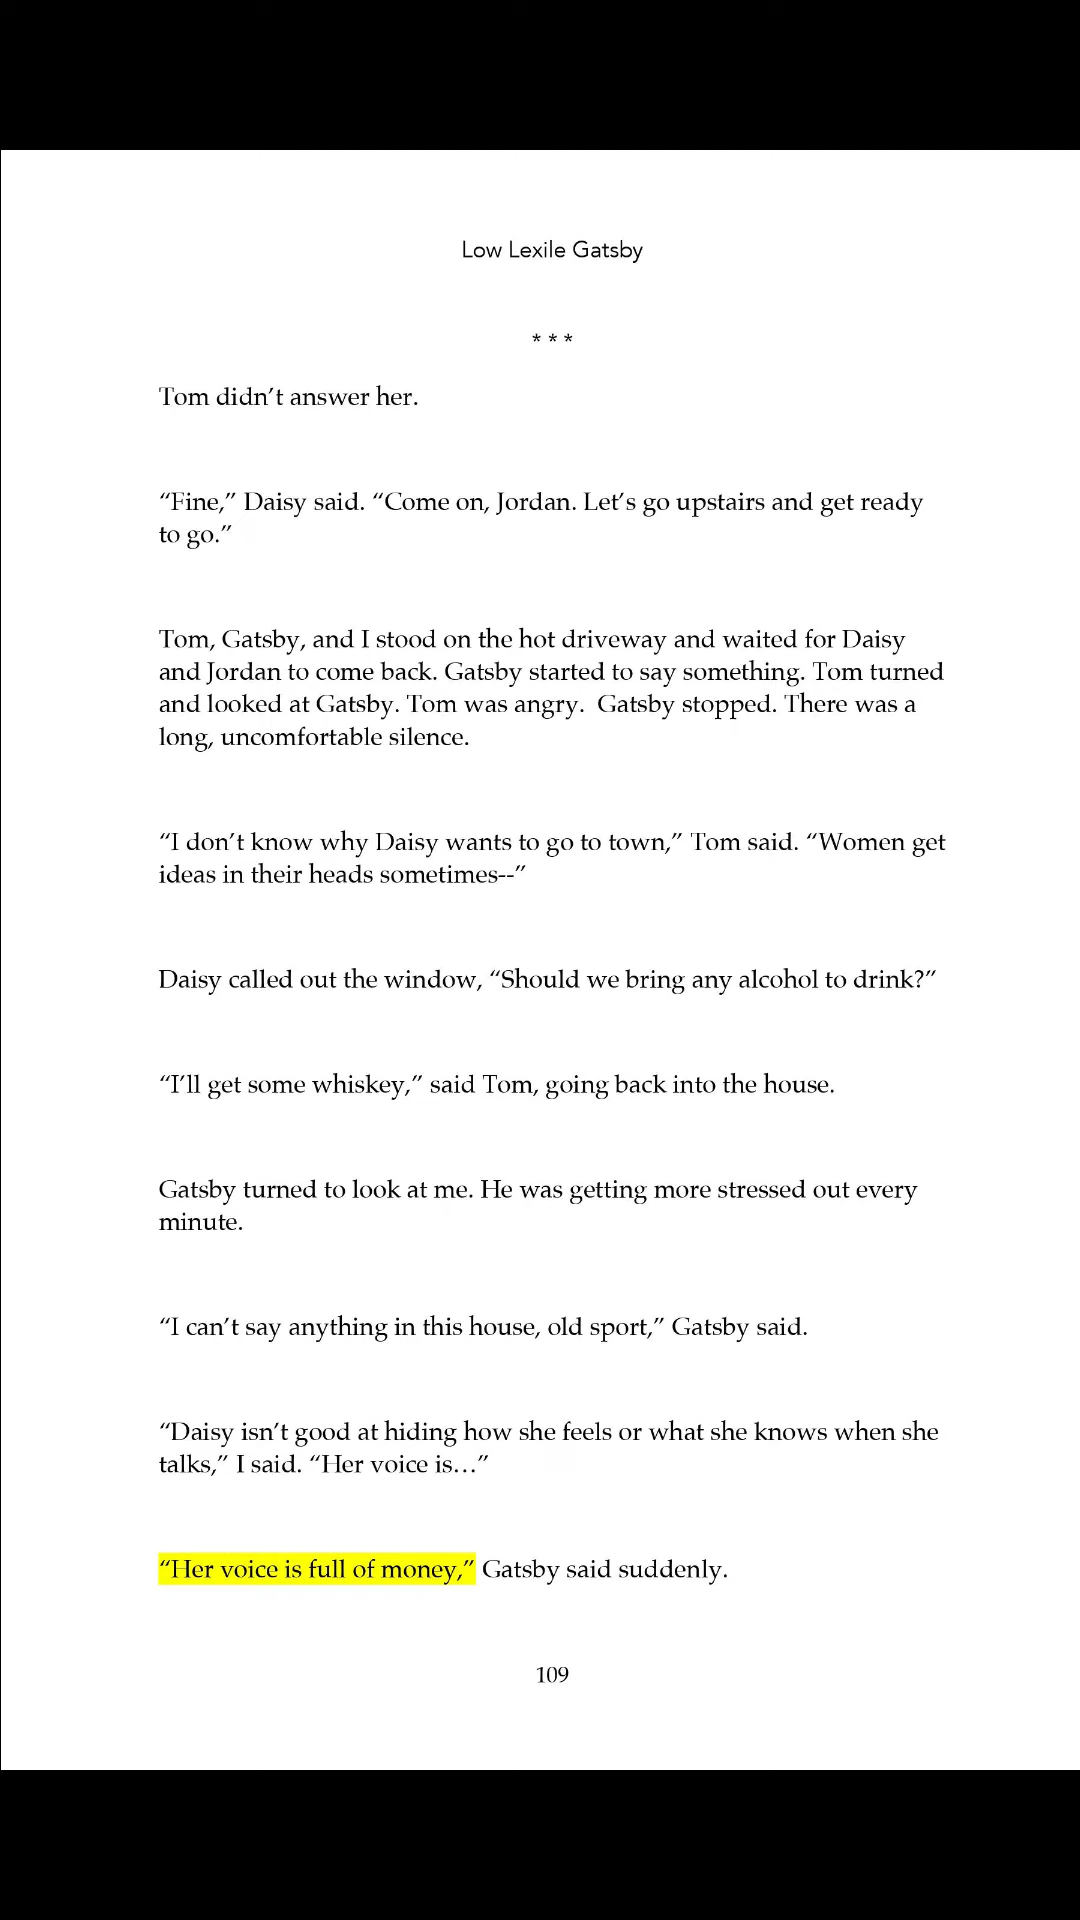 Low Lexile Gatsby
* * *
Tom didn’t answer her.
“Fine,” Daisy said. “Come on, Jordan. Let’s go upstairs and get ready
to go.”
Tom, Gatsby, and I stood on the hot driveway and waited for Daisy
and Jordan to come back. Gatsby started to say something. Tom turned
and looked at Gatsby. Tom was angry.  Gatsby stopped. There was a
long, uncomfortable silence.
“I don’t know why Daisy wants to go to town,” Tom said. “Women get
ideas in their heads sometimes--”
Daisy called out the window, “Should we bring any alcohol to drink?”
“I’ll get some whiskey,” said Tom, going back into the house.
Gatsby turned to look at me. He was getting more stressed out every
minute.
“I can’t say anything in this house, old sport,” Gatsby said.
“Daisy isn’t good at hiding how she feels or what she knows when she
talks,” I said. “Her voice is…”
“Her voice is full of money,” Gatsby said suddenly.
109